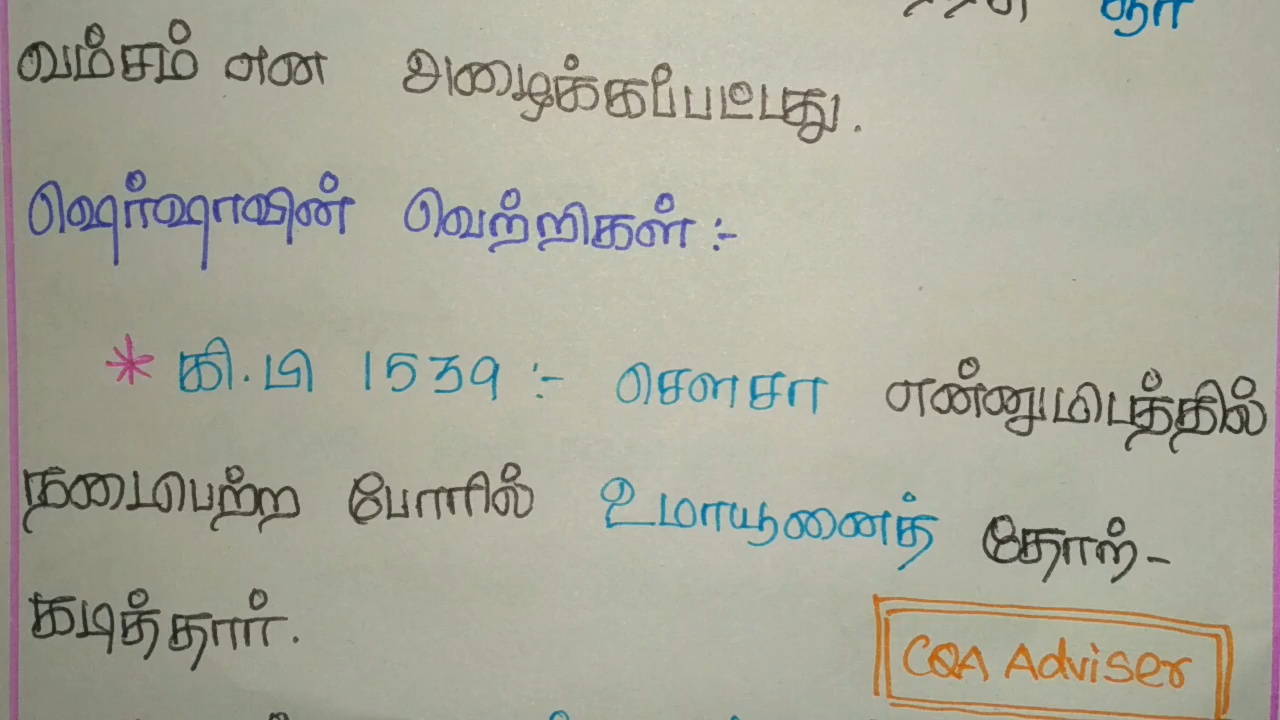 சூர்
வம்சம் என அழைக்கப்பட்டது.
ஷெர்ஷாவின் வெற்றிகள் :-
* கி.பி 1539 :- சௌசா என்னுமிடத்தில்
நடைபெற்ற போரில் உமாயூனைத் தோற்-
கடித்தார்.
CQA Adviser